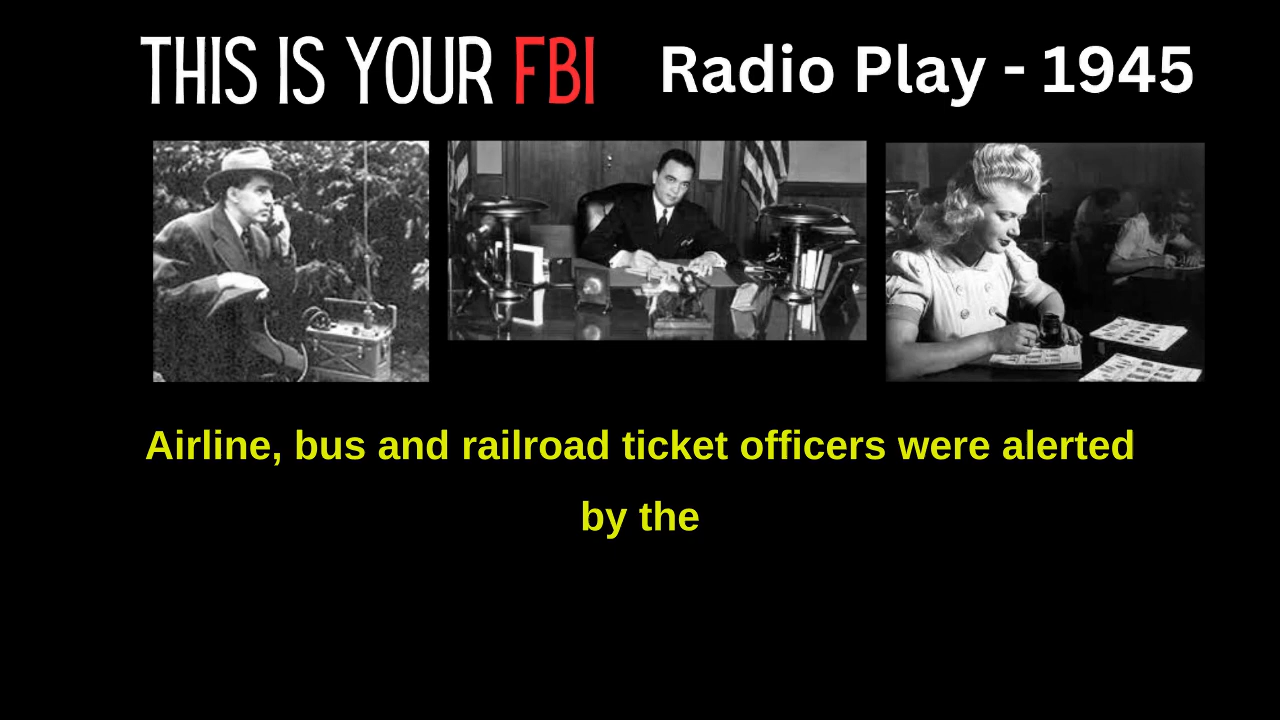 THIS IS YOUR FBI
Radio Play - 1945
Airline, bus and railroad ticket officers were alerted
by the